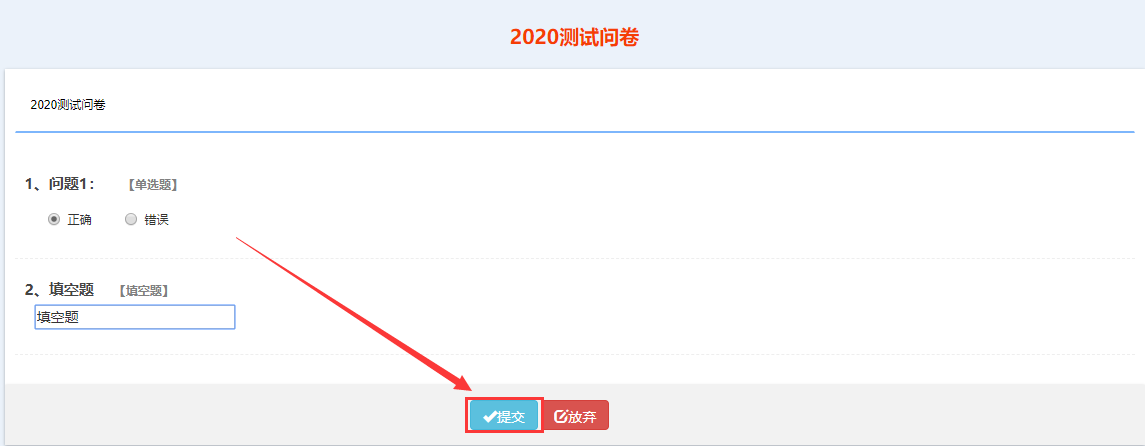 2020测试问卷
2020测试问卷
1、问题1： 【单选题】
正确 错误
2、填空题 【填空题】
填空题
提交 放弃